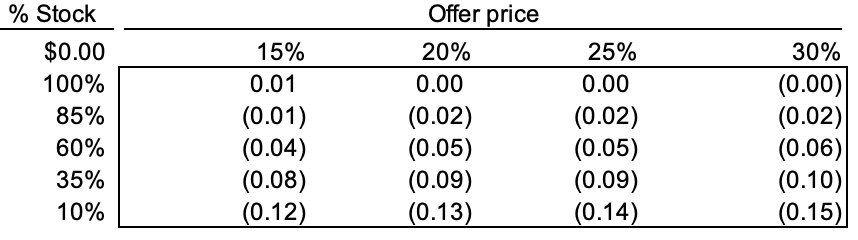 % Stock Offer price
$0.00 15% 20% 25% 30%
100% 0.01 0.00 0.00 (0.00)
85% (0.01) (0.02) (0.02) (0.02)
60% (0.04) (0.05) (0.05) (0.06)
35% (0.08) (0.09) (0.09) (0.10)
10% (0.12) (0.13) (0.14) (0.15)